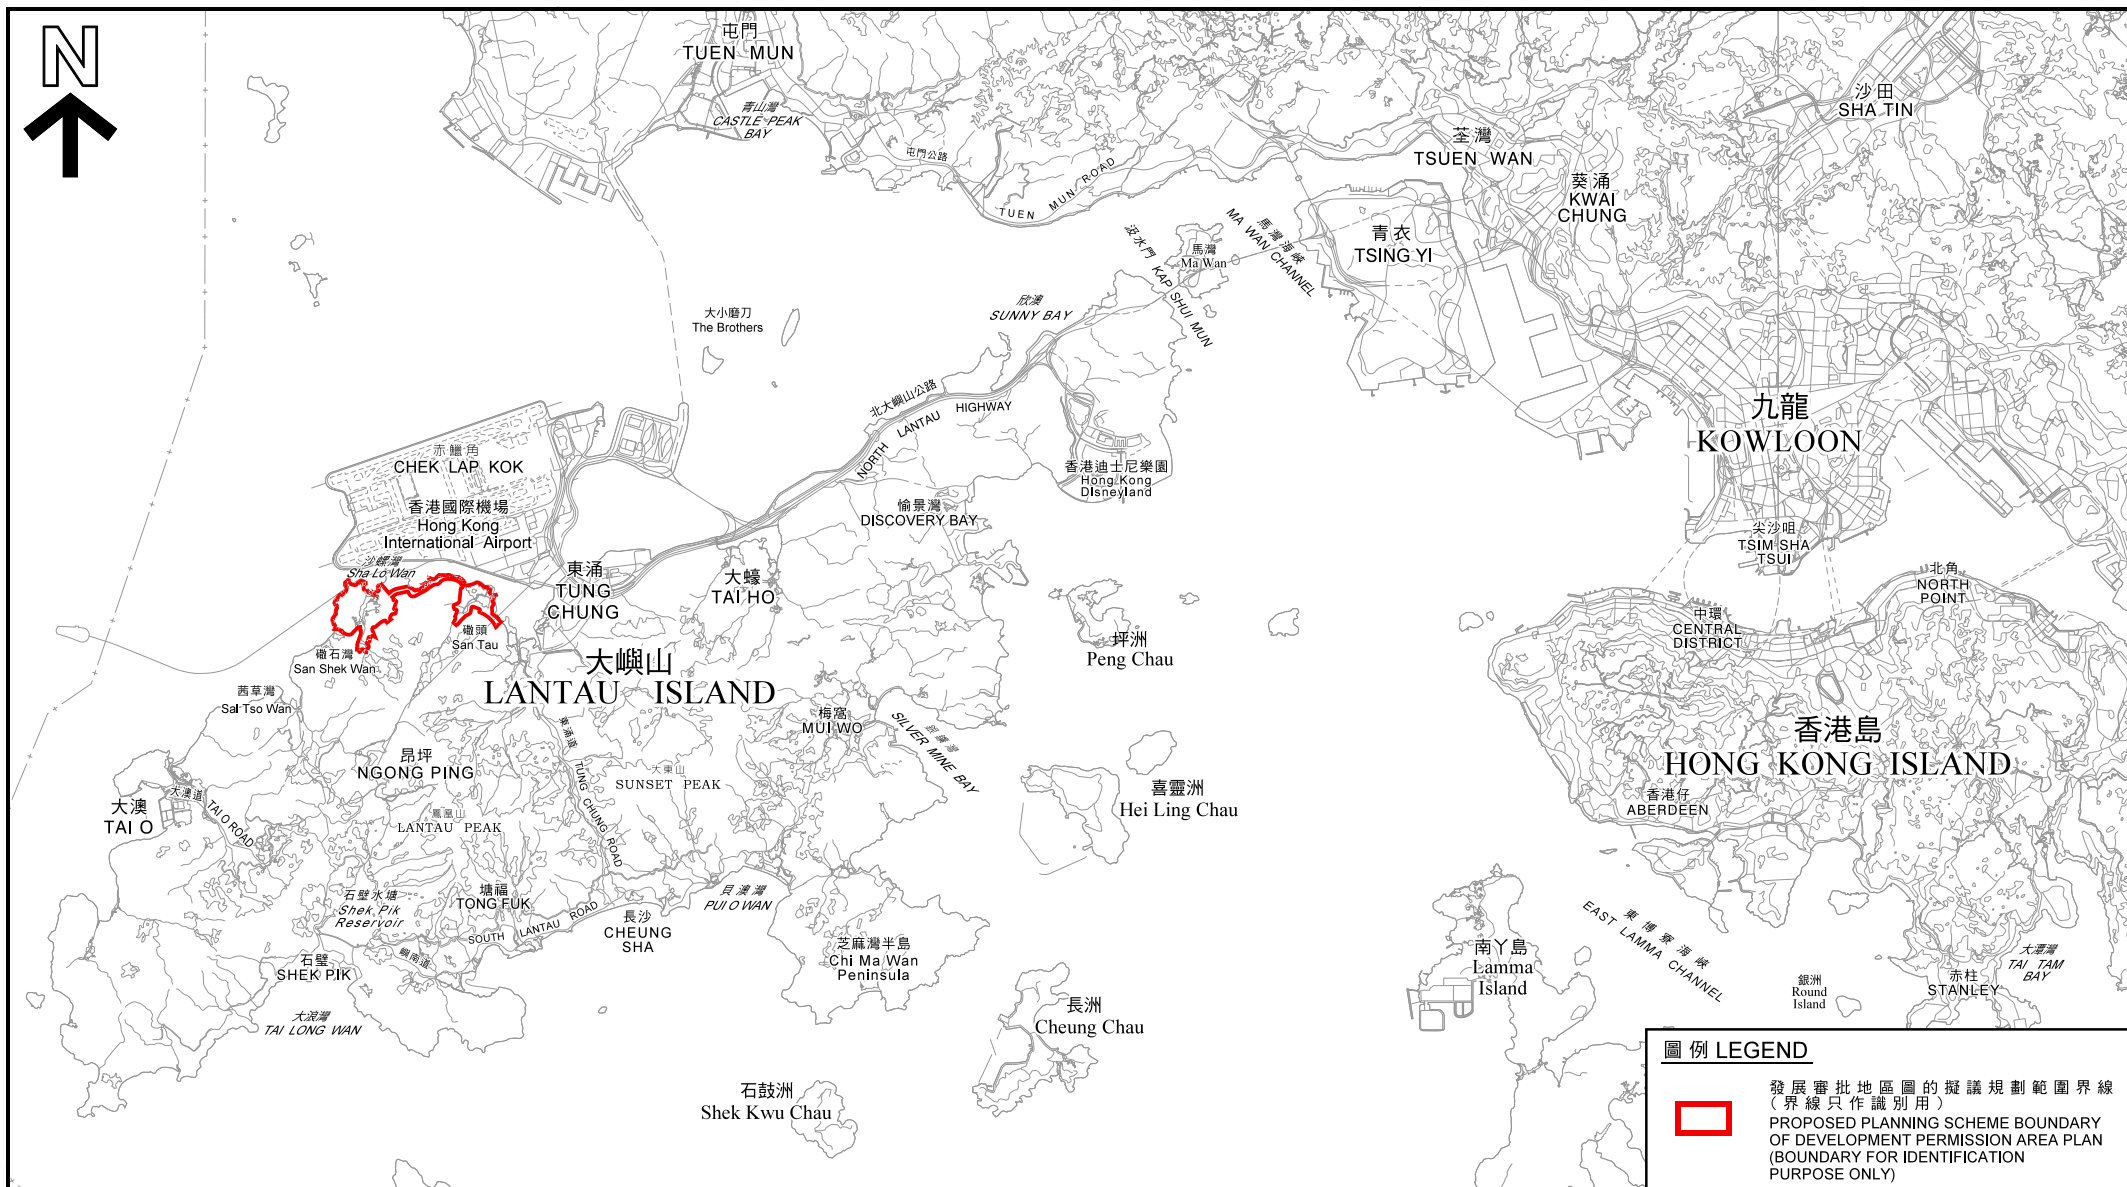 N
屯門
TUEN MUN
青山灣
CASTLE PEAK
BAY
屯門公路
TUEN MUN ROAD
沙田
SHA TIN
荃灣
TSUEN WAN
葵涌
KWAI
CHUNG
青衣
TSING YI
馬灣
Ma Wan
馬灣海峽
MA WAN CHANNEL
汲水門 KAP SHUI MUN
欣澳
SUNNY BAY
大小磨刀
The Brothers
北大嶼山公路
NORTH LANTAU HIGHWAY
九龍
KOWLOON
赤鱲角
CHEK LAP KOK
香港國際機場
Hong Kong
International Airport
香港迪士尼樂園
Hong Kong
Disneyland
愉景灣
DISCOVERY BAY
尖沙咀
TSIM SHA
TSUI
沙螺灣
Sha Lo Wan
東涌
TUNG
CHUNG
大蠔
TAI HO
北角
NORTH
POINT
中環
CENTRAL
DISTRICT
坪洲
Peng Chau
䃟頭
San Tau
䃟石灣
San Shek Wan
大嶼山
LANTAU ISLAND
茜草灣
Sai Tso Wan
梅窩
MUI WO
銀鑛灣
SILVER MINE BAY
東涌道
TUNG CHUNG ROAD
香港島
HONG KONG ISLAND
昂坪
NGONG PING
大東山
SUNSET PEAK
喜靈洲
Hei Ling Chau
香港仔
ABERDEEN
大澳
TAI O
大澳道
TAI O ROAD
鳳凰山
LANTAU PEAK
石壁水塘
Shek Pik
Reservoir
塘福
TONG FUK
貝澳灣
PUI O WAN
長沙
CHEUNG
SHA
SOUTH LANTAU ROAD
嶼南道
芝麻灣半島
Chi Ma Wan
Peninsula
石壁
SHEK PIK
大浪灣
TAI LONG WAN
南丫島
Lamma
Island
東博寮海峽
EAST LAMMA CHANNEL
大潭灣
TAI TAM
BAY
赤柱
STANLEY
銀洲
Round
Island
長洲
Cheung Chau
石鼓洲
Shek Kwu Chau
圖例 LEGEND
發展審批地區圖的擬議規劃範圍界線
(界線只作識別用)
PROPOSED PLANNING SCHEME BOUNDARY
OF DEVELOPMENT PERMISSION AREA PLAN
(BOUNDARY FOR IDENTIFICATION
PURPOSE ONLY)